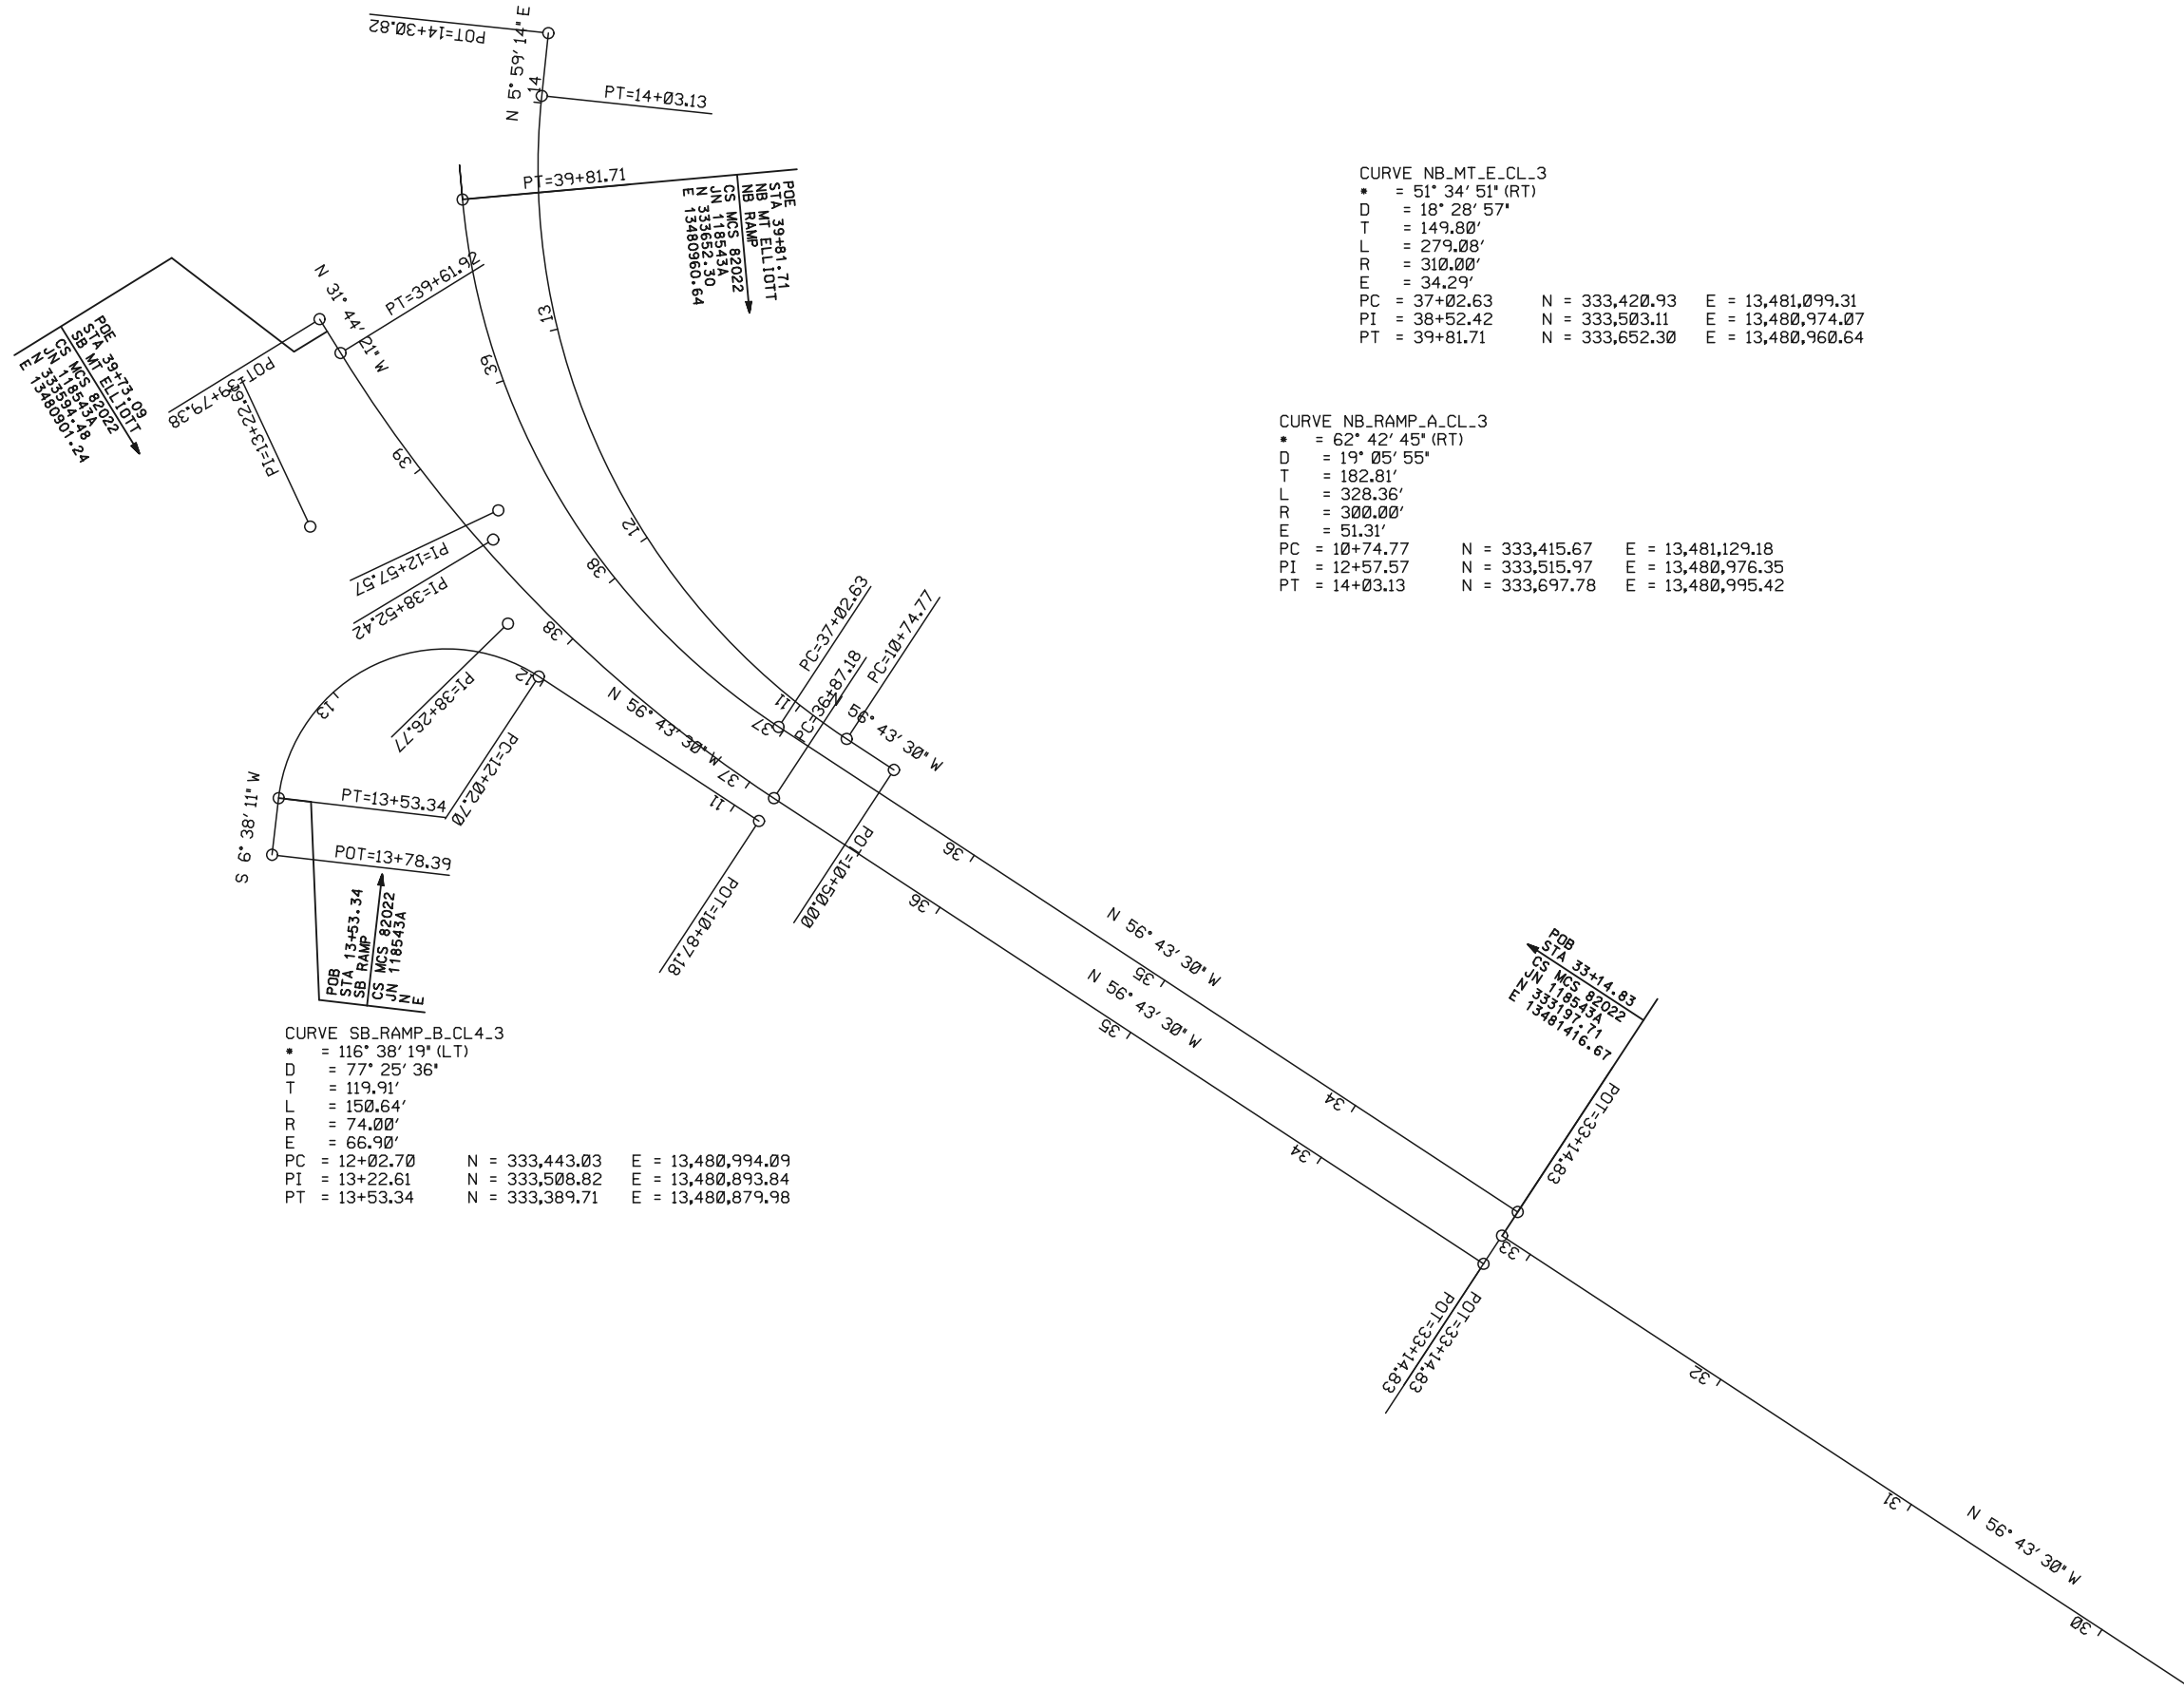 POT=14+30.82
N 5° 59' 14" E
14
PT=14+03.13
PT=39+81.71
POE
STA 39+81.71
NB MT ELLIOTT
NB RAMP
CS MCS 82022
JN 118543A
N 333652.30
E 13480960.64
CURVE NB_MT_E_CL_3
* = 51° 34' 51" (RT)
D = 18° 28' 57"
T = 149.80'
L = 279.08'
R = 310.00'
E = 34.29'
PC = 37+02.63 N = 333,420.93 E = 13,481,099.31
PI = 38+52.42 N = 333,503.11 E = 13,480,974.07
PT = 39+81.71 N = 333,652.30 E = 13,480,960.64
N 31° 44' 21" W
PT=39+61.92
13
POE
STA 39+73.09
SB MT ELLIOTT
CS MCS 82022
JN 118543A
N 333594.48
E 13480901.24
POT=39+79.38
PI=13+22.61
39
39
CURVE NB_RAMP_A_CL_3
* = 62° 42' 45" (RT)
D = 19° 05' 55"
T = 182.81'
L = 328.36'
R = 300.00'
E = 51.31'
PC = 10+74.77 N = 333,415.67 E = 13,481,129.18
PI = 12+57.57 N = 333,515.97 E = 13,480,976.35
PT = 14+03.13 N = 333,697.78 E = 13,480,995.42
12
PI=12+57.57
PI=38+52.42
38
38
PC=37+02.63
PC=10+74.77
PC=36+87.18
PI=38+26.77
12
13
N 56° 43' 30" W
11
37
N 56° 43' 30" W
37
11
PC=12+02.70
PT=13+53.34
S 6° 38' 11" W
POT=13+78.39
POT=10+50.00
POT=10+87.18
36
36
POB
STA 13+53.34
SB RAMP
CS MCS 82022
JN 118543A
N
E
N 56° 43' 30" W
35
N 56° 43' 30" W
35
POB
STA 33+14.83
CS MCS 82022
JN 118543A
N 333197.71
E 13481416.67
CURVE SB_RAMP_B_CL4_3
* = 116° 38' 19" (LT)
D = 77° 25' 36"
T = 119.91'
L = 150.64'
R = 74.00'
E = 66.90'
PC = 12+02.70 N = 333,443.03 E = 13,480,994.09
PI = 13+22.61 N = 333,508.82 E = 13,480,893.84
PT = 13+53.34 N = 333,389.71 E = 13,480,879.98
34
34
POT=33+14.83
33
POT=33+14.83
POT=33+14.83
32
31
N 56° 43' 30" W
30